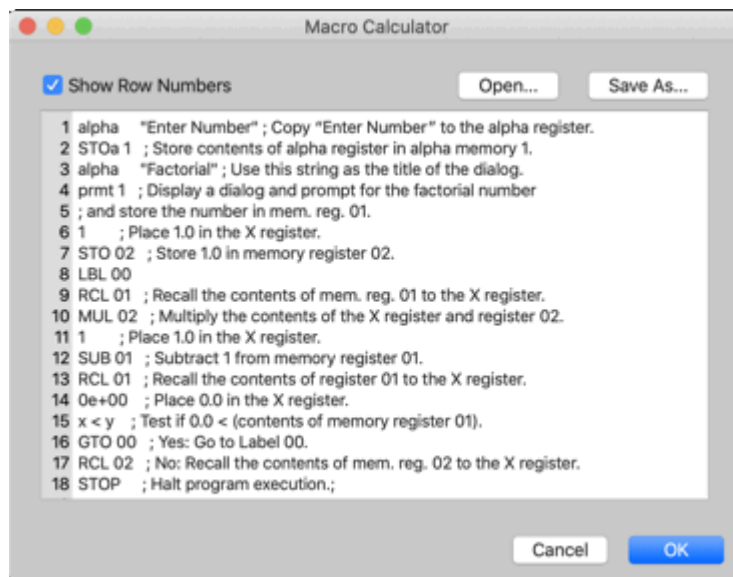 Macro Calculator
Show Row Numbers Open... Save As...
1 alpha "Enter Number" ; Copy "Enter Number" to the alpha register.
2 STOa 1 ; Store contents of alpha register in alpha memory 1.
3 alpha "Factorial" ; Use this string as the title of the dialog.
4 prmt 1 ; Display a dialog and prompt for the factorial number
5 ; and store the number in mem. reg. 01.
6 1 ; Place 1.0 in the X register.
7 STO 02 ; Store 1.0 in memory register 02.
8 LBL 00
9 RCL 01 ; Recall the contents of mem. reg. 01 to the X register.
10 MUL 02 ; Multiply the contents of the X register and register 02.
11 1 ; Place 1.0 in the X register.
12 SUB 01 ; Subtract 1 from memory register 01.
13 RCL 01 ; Recall the contents of register 01 to the X register.
14 0e+00 ; Place 0.0 in the X register.
15 x < y ; Test if 0.0 < (contents of memory register 01).
16 GTO 00 ; Yes: Go to Label 00.
17 RCL 02 ; No: Recall the contents of mem. reg. 02 to the X register.
18 STOP ; Halt program execution.;
Cancel OK